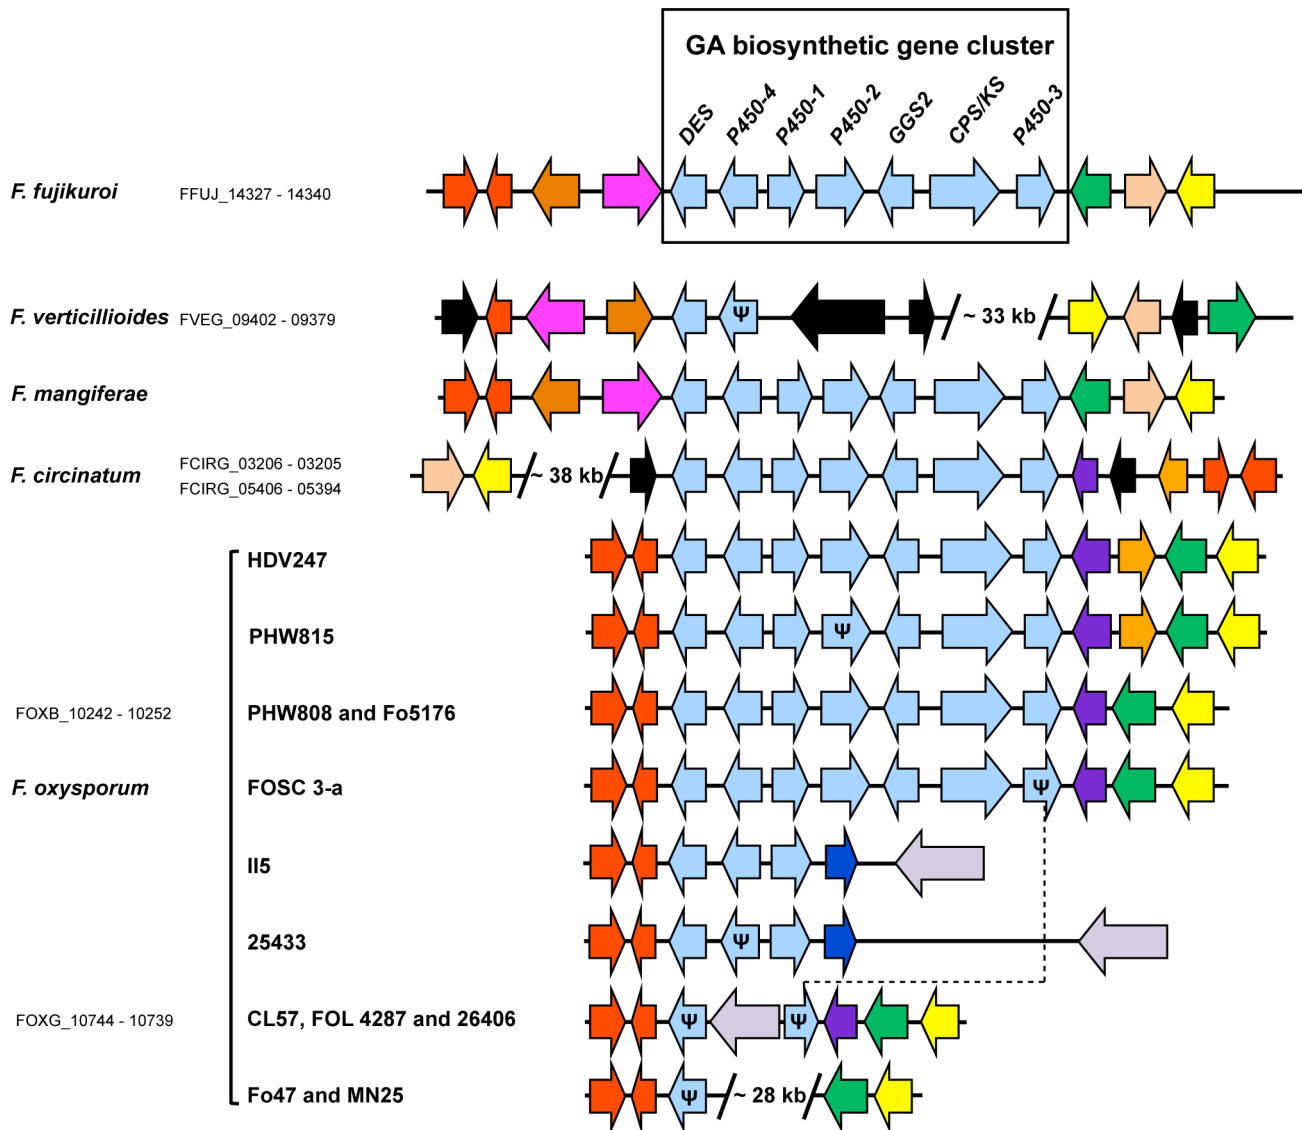 GA biosynthetic gene cluster
DES P450-4 P450-1 P450-2 GGS2 CPS/KS P450-3
F. fujikuroi FFUJ_14327 - 14340
F. verticillioides FVEG_09402 - 09379 Ψ ~ 33 kb
F. mangiferae
F. circinatum FCIRG_03206 - 03205
FCIRG_05406 - 05394
~ 38 kb
HDV247
PHW815 Ψ
FOXB_10242 - 10252 PHW808 and Fo5176
F. oxysporum FOSC 3-a Ψ
II5
25433 Ψ
FOXG_10744 - 10739 CL57, FOL 4287 and 26406 Ψ Ψ
Fo47 and MN25 Ψ ~ 28 kb